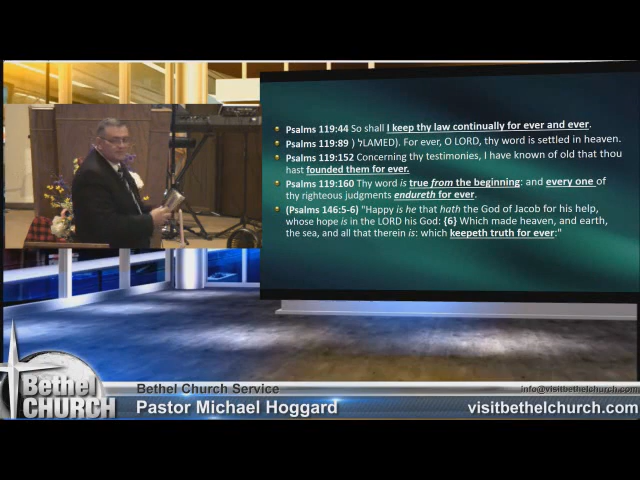 Psalms 119:44 So shall I keep thy law continually for ever and ever.
Psalms 119:89 ) לLAMED). For ever, O LORD, thy word is settled in heaven.
Psalms 119:152 Concerning thy testimonies, I have known of old that thou
hast founded them for ever.
Psalms 119:160 Thy word is true from the beginning: and every one of
thy righteous judgments endureth for ever.
(Psalms 146:5-6) "Happy is he that hath the God of Jacob for his help,
whose hope is in the LORD his God: {6} Which made heaven, and earth,
the sea, and all that therein is: which keepeth truth for ever:"
Bethel
CHURCH
Bethel Church Service
info@visitbethelchurch.com
Pastor Michael Hoggard
visitbethelchurch.com